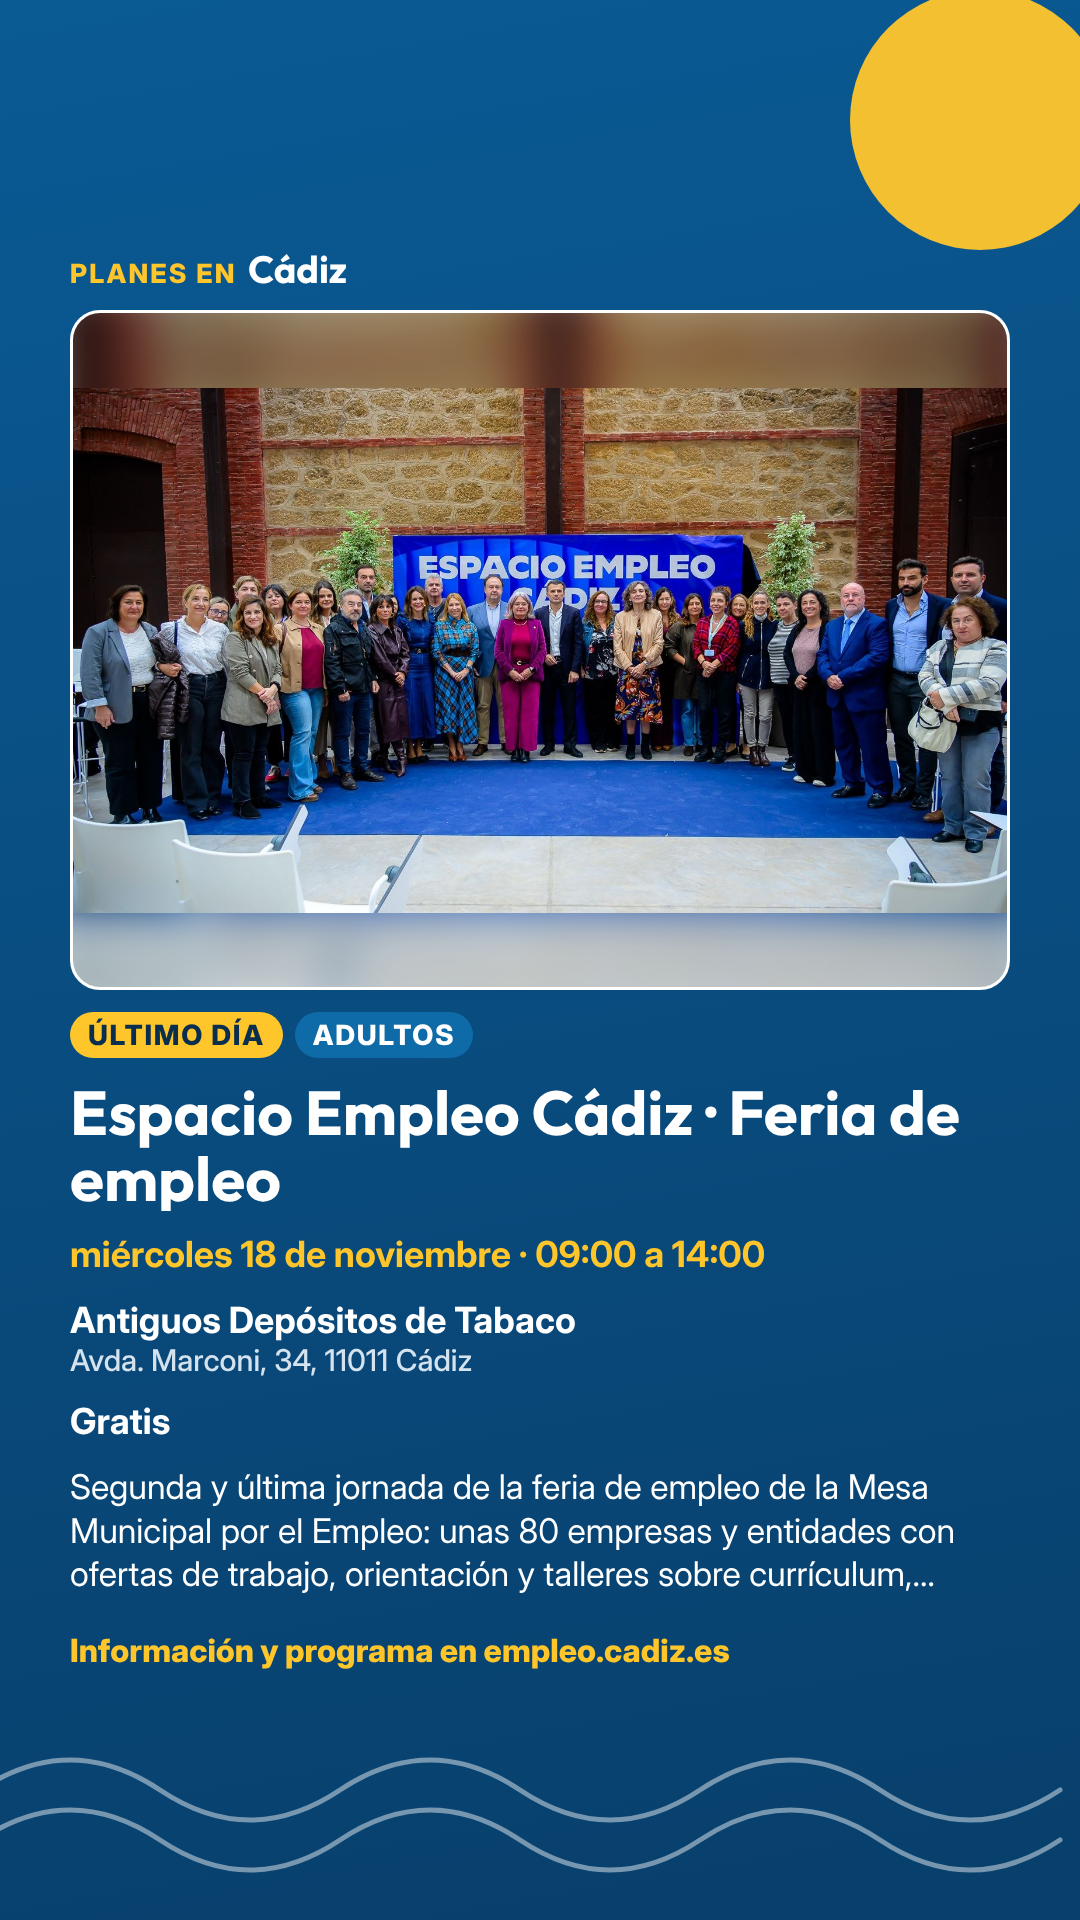 PLANES EN Cádiz
ESPACIO EMPLEO
CÁDIZ
ÚLTIMO DÍA
ADULTOS
Espacio Empleo Cádiz · Feria de
empleo
miércoles 18 de noviembre · 09:00 a 14:00
Antiguos Depósitos de Tabaco
Avda. Marconi, 34, 11011 Cádiz
Gratis
Segunda y última jornada de la feria de empleo de la Mesa
Municipal por el Empleo: unas 80 empresas y entidades con
ofertas de trabajo, orientación y talleres sobre currículum,...
Información y programa en empleo.cadiz.es